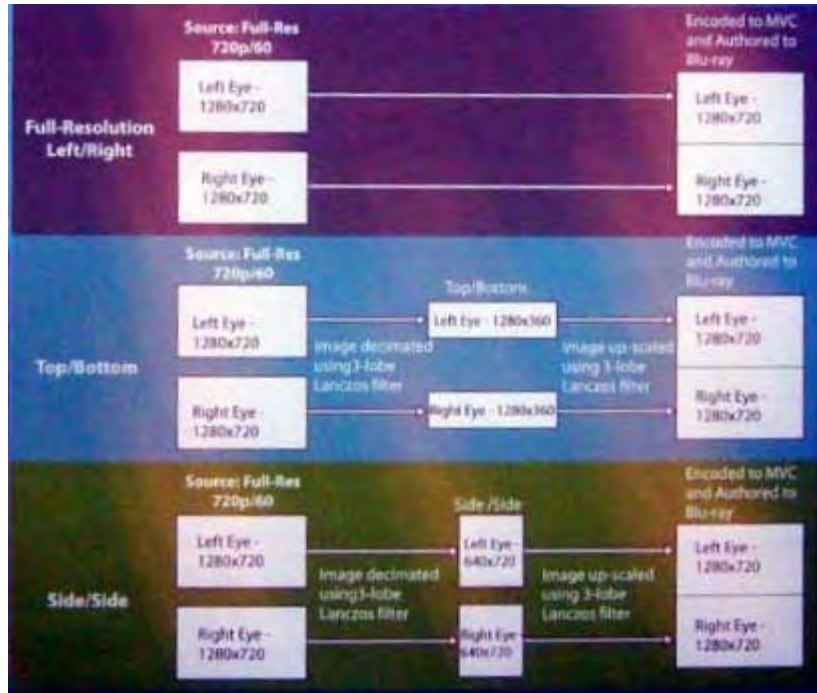 Source: Full-Res
720p/60
Encoded to MVC
and Authored to
Blu-ray
Full-Resolution
Left/Right
Left Eye -
1280x720
Left Eye -
1280x720
Right Eye -
1280x720
Right Eye -
1280x720
Source: Full-Res
720p/60
Encoded to MVC
and Authored to
Blu-ray
Top/Bottom
Top/Bottom
Left Eye -
1280x720
Left Eye - 1280x360
Left Eye -
1280x720
Image decimated
using3-lobe
Lanczos filter
Image up-scaled
using 3-lobe
Lanczos filter
Right Eye -
1280x720
Right Eye - 1280x360
Right Eye -
1280x720
Source: Full-Res
720p/60
Encoded to MVC
and Authored to
Blu-ray
Side/Side
Side /Side
Left Eye -
1280x720
Left Eye -
640x720
Left Eye -
1280x720
Image decimated
using3-lobe
Lanczos filter
Image up-scaled
using 3-lobe
Lanczos filter
Right Eye -
1280x720
Right Eye
640x720
Right Eye -
1280x720